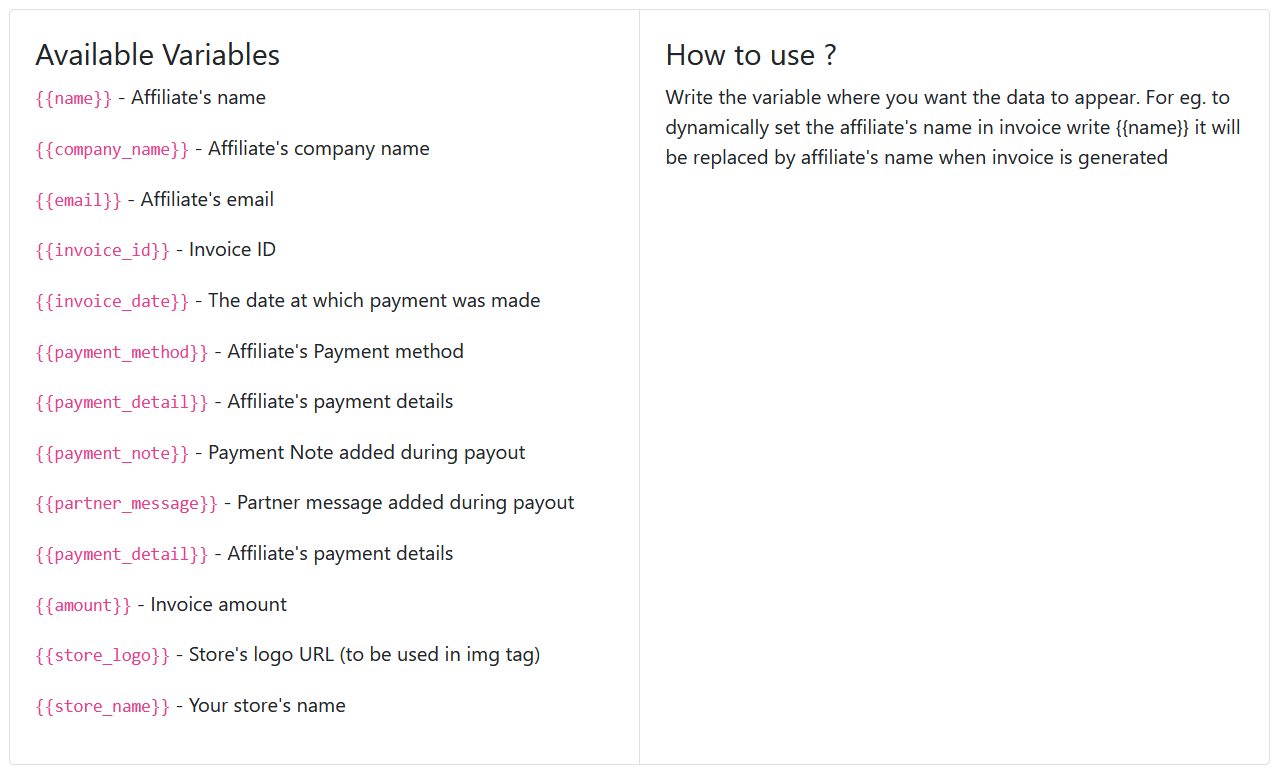 Available Variables
{{name}} - Affiliate's name
{{company_name}} - Affiliate's company name
{{email}} - Affiliate's email
{{invoice_id}} - Invoice ID
{{invoice_date}} - The date at which payment was made
{{payment_method}} - Affiliate's Payment method
{{payment_detail}} - Affiliate's payment details
{{payment_note}} - Payment Note added during payout
{{partner_message}} - Partner message added during payout
{{payment_detail}} - Affiliate's payment details
{{amount}} - Invoice amount
{{store_logo}} - Store's logo URL (to be used in img tag)
{{store_name}} - Your store's name
How to use ?
Write the variable where you want the data to appear. For eg. to
dynamically set the affiliate's name in invoice write {{name}} it will
be replaced by affiliate's name when invoice is generated